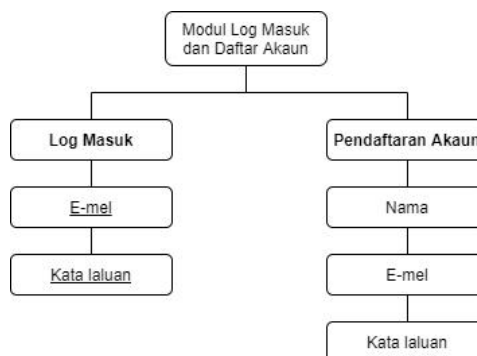 Modul Log Masuk
dan Daftar Akaun
Log Masuk
Pendaftaran Akaun
E-mel
Nama
Kata laluan
E-mel
Kata laluan